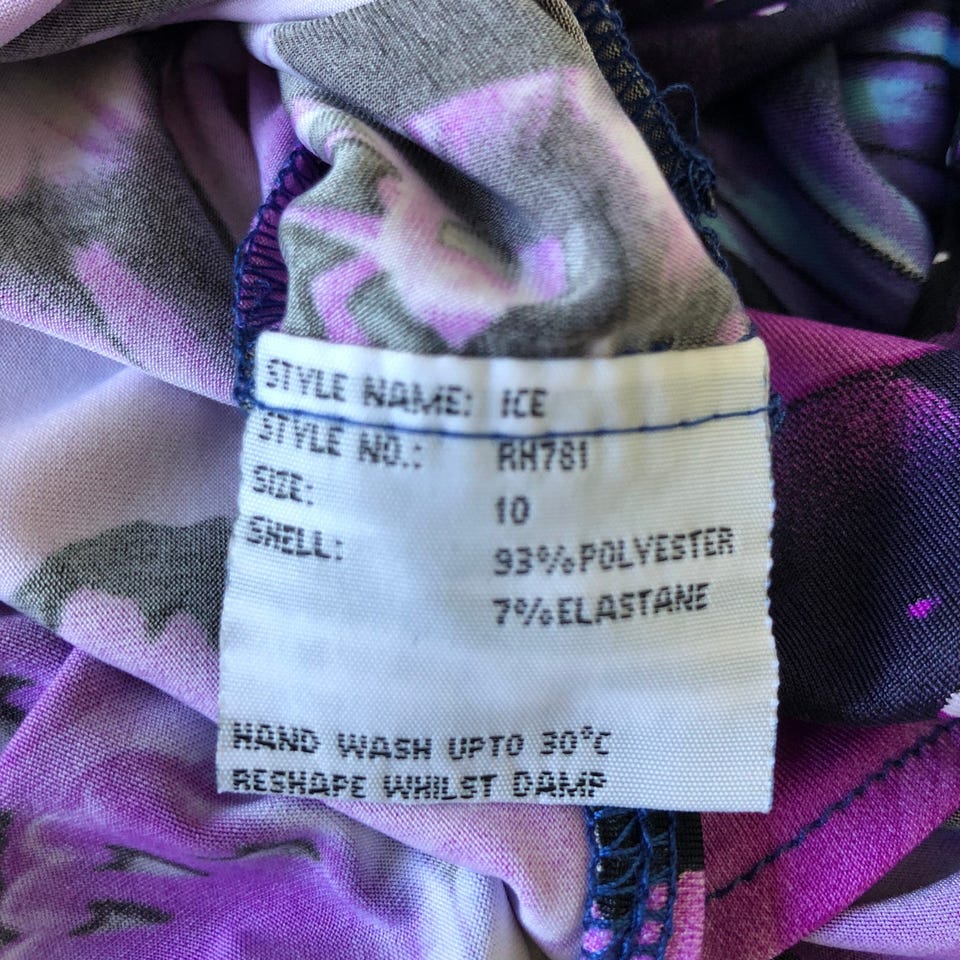 STYLE NAME: ICE
STYLE NO.: RH781
SIZE: 10
SHELL: 93%POLYESTER
7%ELASTANE
HAND WASH UPTO 30°C
RESHAPE WHILST DAMP